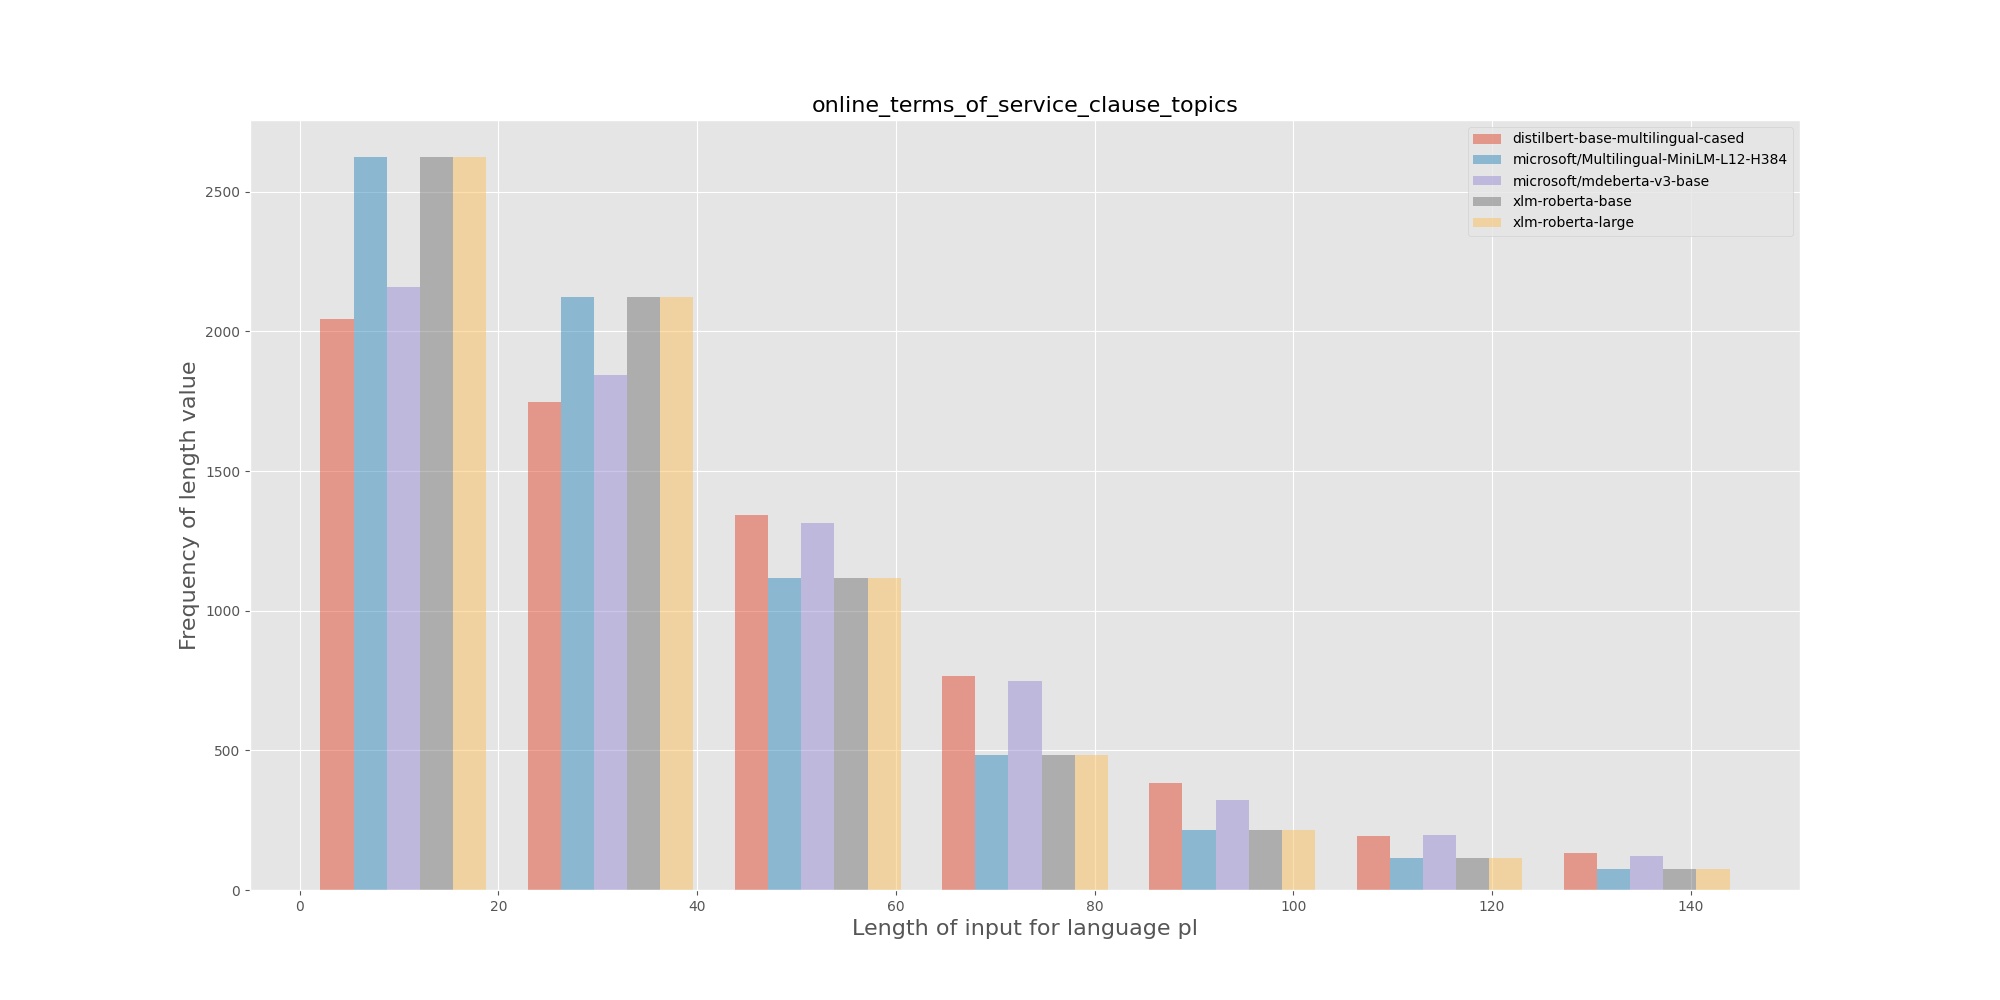 online_terms_of_service_clause_topics
distilbert-base-multilingual-cased
microsoft/Multilingual-MiniLM-L12-H384
microsoft/mdeberta-v3-base
xlm-roberta-base
xlm-roberta-large
Frequency of length value
2500
2000
1500
1000
500
0
0 20 40 60 80 100 120 140
Length of input for language pl